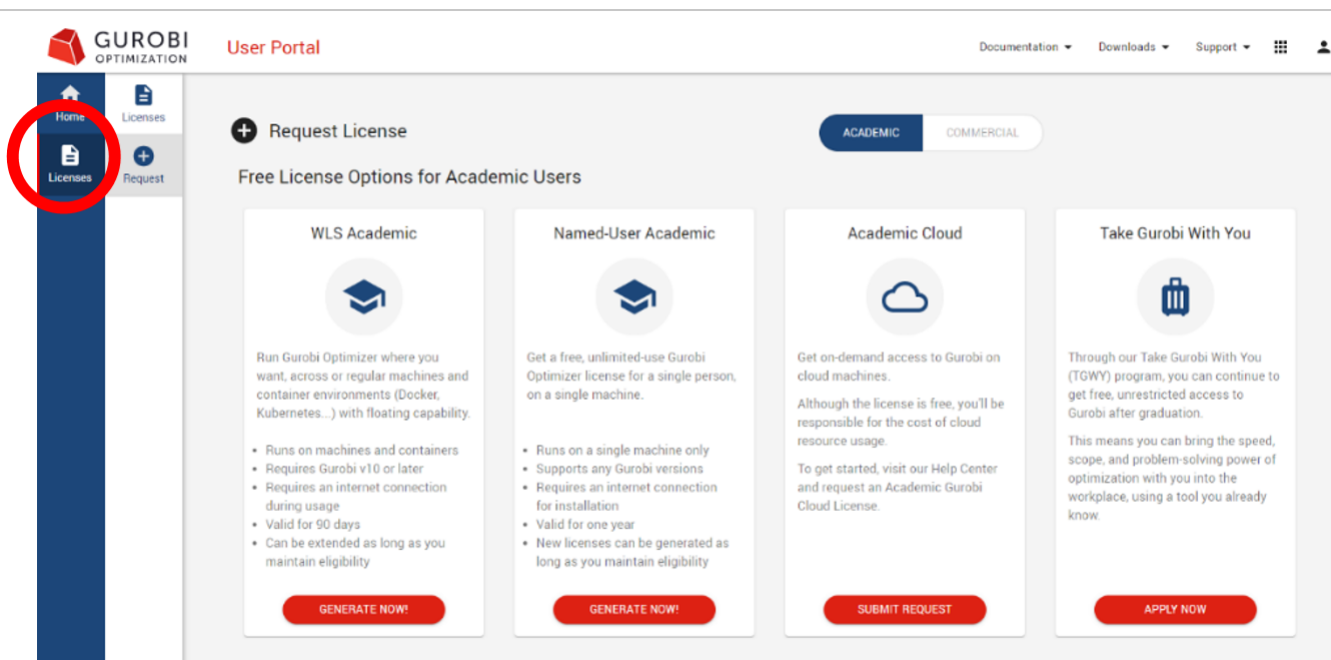 GUROBI
OPTIMIZATION
User Portal
Documentation
Downloads
Support
Home
Licenses
Licenses
Request
Request License
ACADEMIC
COMMERCIAL
Free License Options for Academic Users
WLS Academic
Run Gurobi Optimizer where you
want, across or regular machines and
container environments (Docker,
Kubernetes...) with floating capability.
• Runs on machines and containers
• Requires Gurobi v10 or later
• Requires an internet connection
during usage
• Valid for 90 days
• Can be extended as long as you
maintain eligibility
GENERATE NOW!
Named-User Academic
Get a free, unlimited-use Gurobi
Optimizer license for a single person,
on a single machine.
• Runs on a single machine only
• Supports any Gurobi versions
• Requires an internet connection
for installation
• Valid for one year
• New licenses can be generated as
long as you maintain eligibility
GENERATE NOW!
Academic Cloud
Get on-demand access to Gurobi on
cloud machines.
Although the license is free, you'll be
responsible for the cost of cloud
resource usage.
To get started, visit our Help Center
and request an Academic Gurobi
Cloud License.
SUBMIT REQUEST
Take Gurobi With You
Through our Take Gurobi With You
(TGWY) program, you can continue to
get free, unrestricted access to
Gurobi after graduation.
This means you can bring the speed,
scope, and problem-solving power of
optimization with you into the
workplace, using a tool you already
know.
APPLY NOW